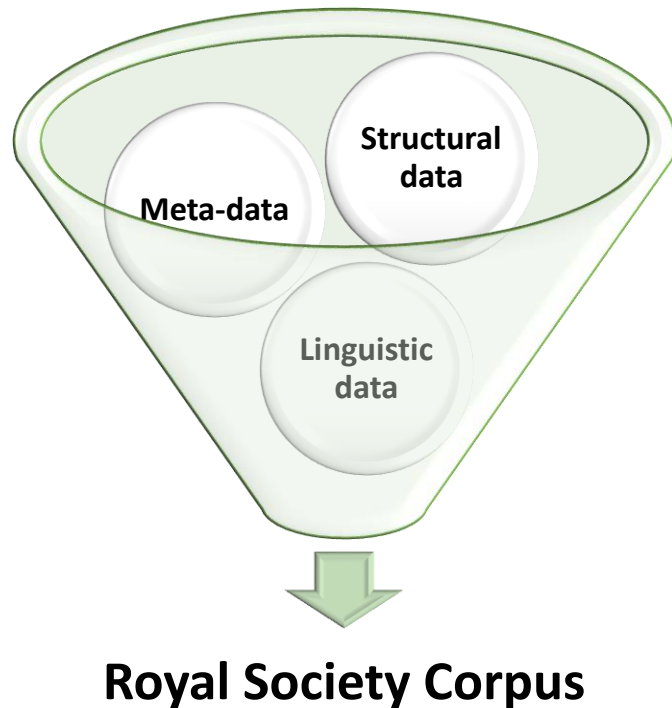 Structural
data
Meta-data
Linguistic
data
Royal Society Corpus